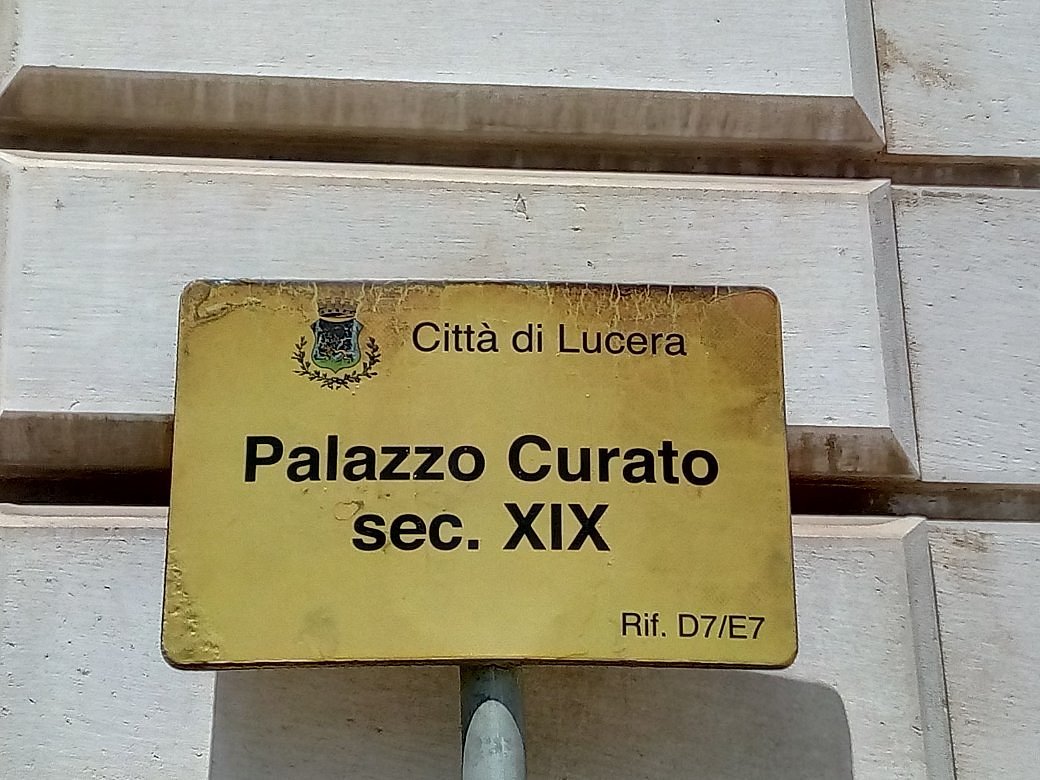 Città di Lucera
Palazzo Curato
sec. XIX
Rif. D7/E7